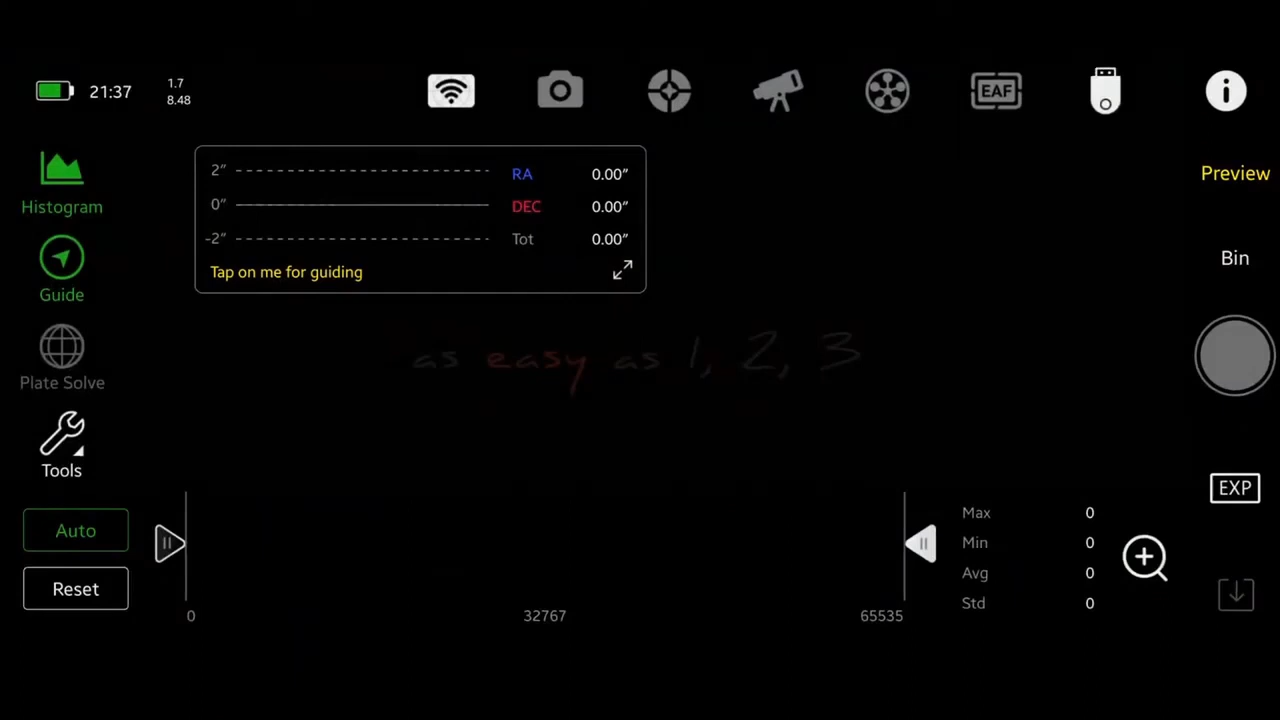 21:37
1.7
8.48
EAF
i
Histogram
Preview
2″ RA 0.00″
0″ DEC 0.00″
-2″ Tot 0.00″
Tap on me for guiding
Guide
Bin
as easy as 1, 2, 3
Plate Solve
Tools
EXP
Auto
Reset
0 32767 65535
Max 0
Min 0
Avg 0
Std 0